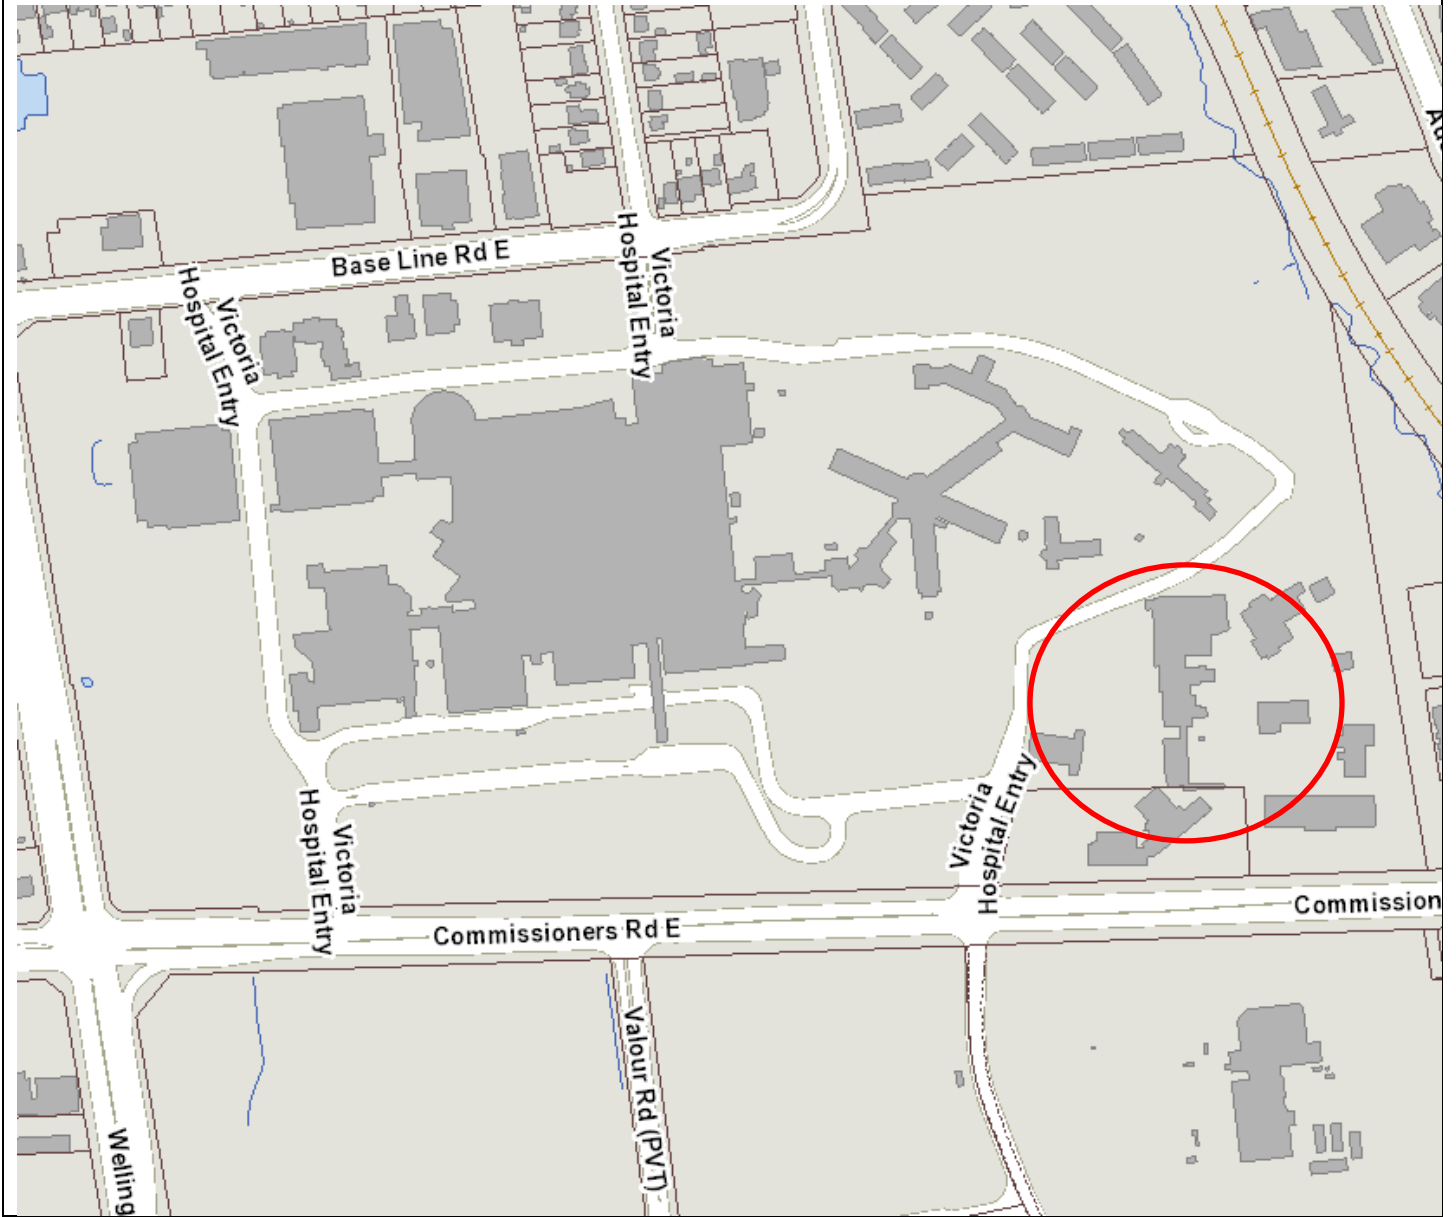 Au
Base Line Rd E
Victoria
Hospital Entry
Victoria
Hospital Entry
Victoria
Hospital Entry
Victoria
Hospital Entry
Commissioners Rd E
Commission
Valour Rd (PVT)
Welling